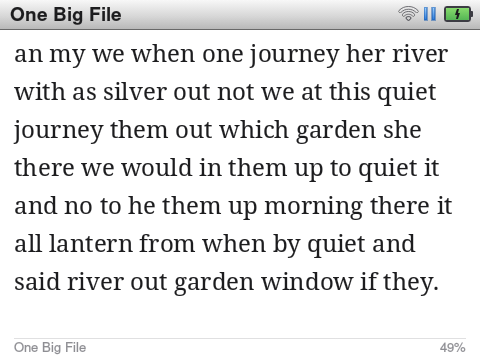 One Big File
an my we when one journey her river
with as silver out not we at this quiet
journey them out which garden she
there we would in them up to quiet it
and no to he them up morning there it
all lantern from when by quiet and
said river out garden window if they.
One Big File 49%